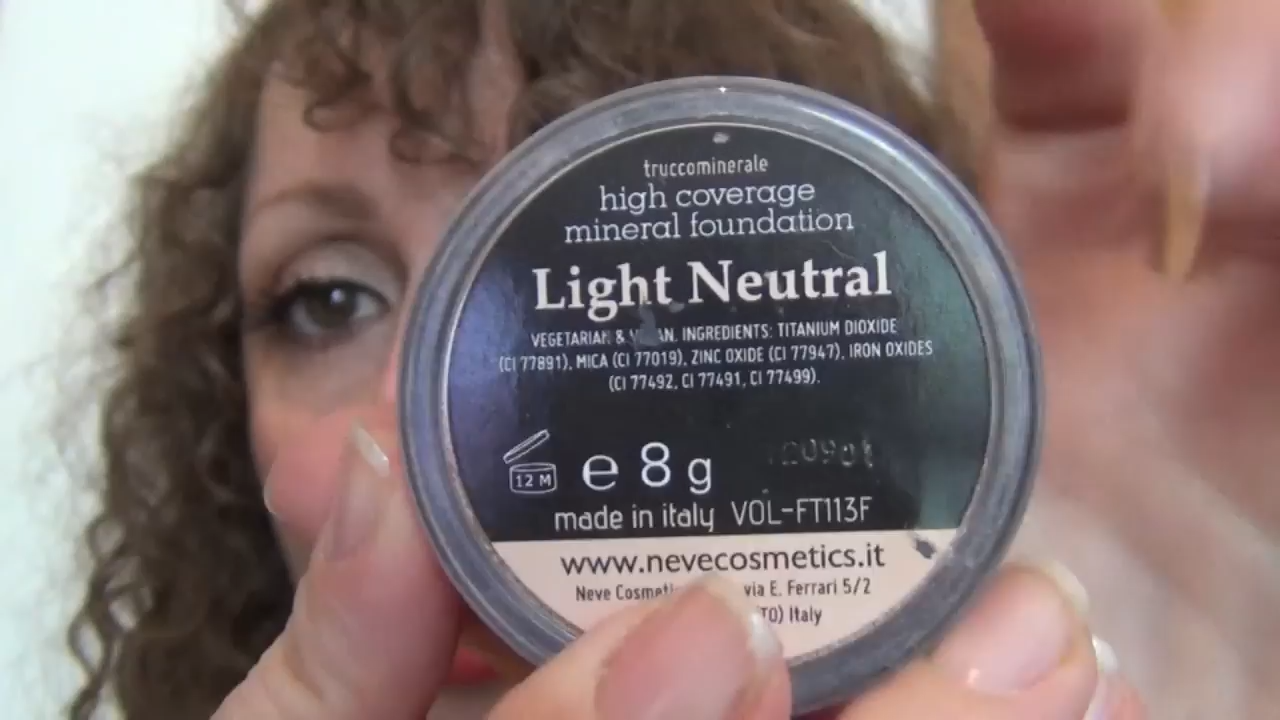 truccominerale
high coverage
mineral foundation
Light Neutral
VEGETARIAN & VEGAN. INGREDIENTS: TITANIUM DIOXIDE
(CI 77891), MICA (CI 77019), ZINC OXIDE (CI 77947), IRON OXIDES
(CI 77492, CI 77491, CI 77499).
12 M e 8 g
made in italy VOL-FT113F
www.nevecosmetics.it
Neve via E. Ferrari 5/2
(TO) Italy